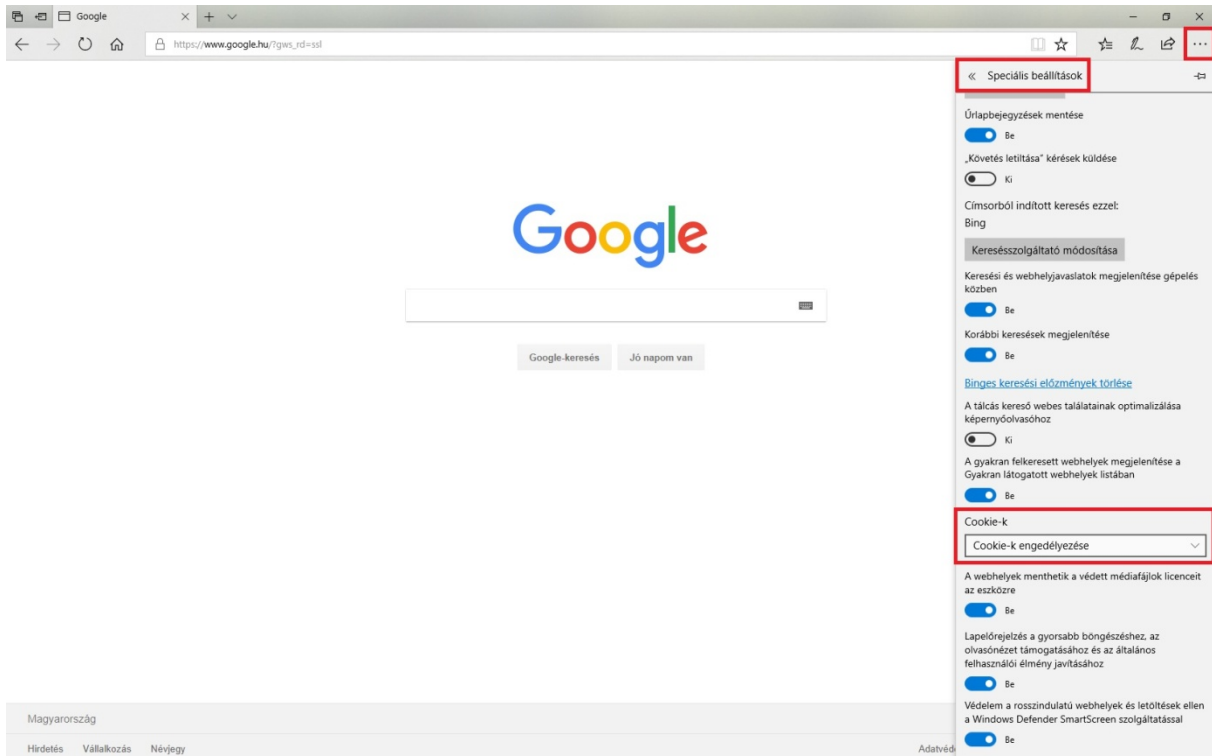 Google
https://www.google.hu/?gws_rd=ssl
Speciális beállítások
Űrlapbejegyzések mentése
Be
„Követés letiltása” kérések küldése
Ki
Címsorból indított keresés ezzel:
Bing
Keresésszolgáltató módosítása
Keresési és webhelyjavaslatok megjelenítése gépelés
közben
Be
Korábbi keresések megjelenítése
Be
Binges keresési előzmények törlése
A tálcás kereső webes találatainak optimalizálása
képernyőolvasóhoz
Ki
A gyakran felkeresett webhelyek megjelenítése a
Gyakran látogatott webhelyek listában
Be
Cookie-k
Cookie-k engedélyezése
A webhelyek menthetik a védett médiafájlok licenceit
az eszközre
Be
Lapelőrejelzés a gyorsabb böngészéshez, az
olvasónézet támogatásához és az általános
felhasználói élmény javításához
Be
Védelem a rosszindulatú webhelyek és letöltések ellen
a Windows Defender SmartScreen szolgáltatással
Be
Google
Google-keresés Jó napom van
Magyarország
Hirdetés Vállalkozás Névjegy